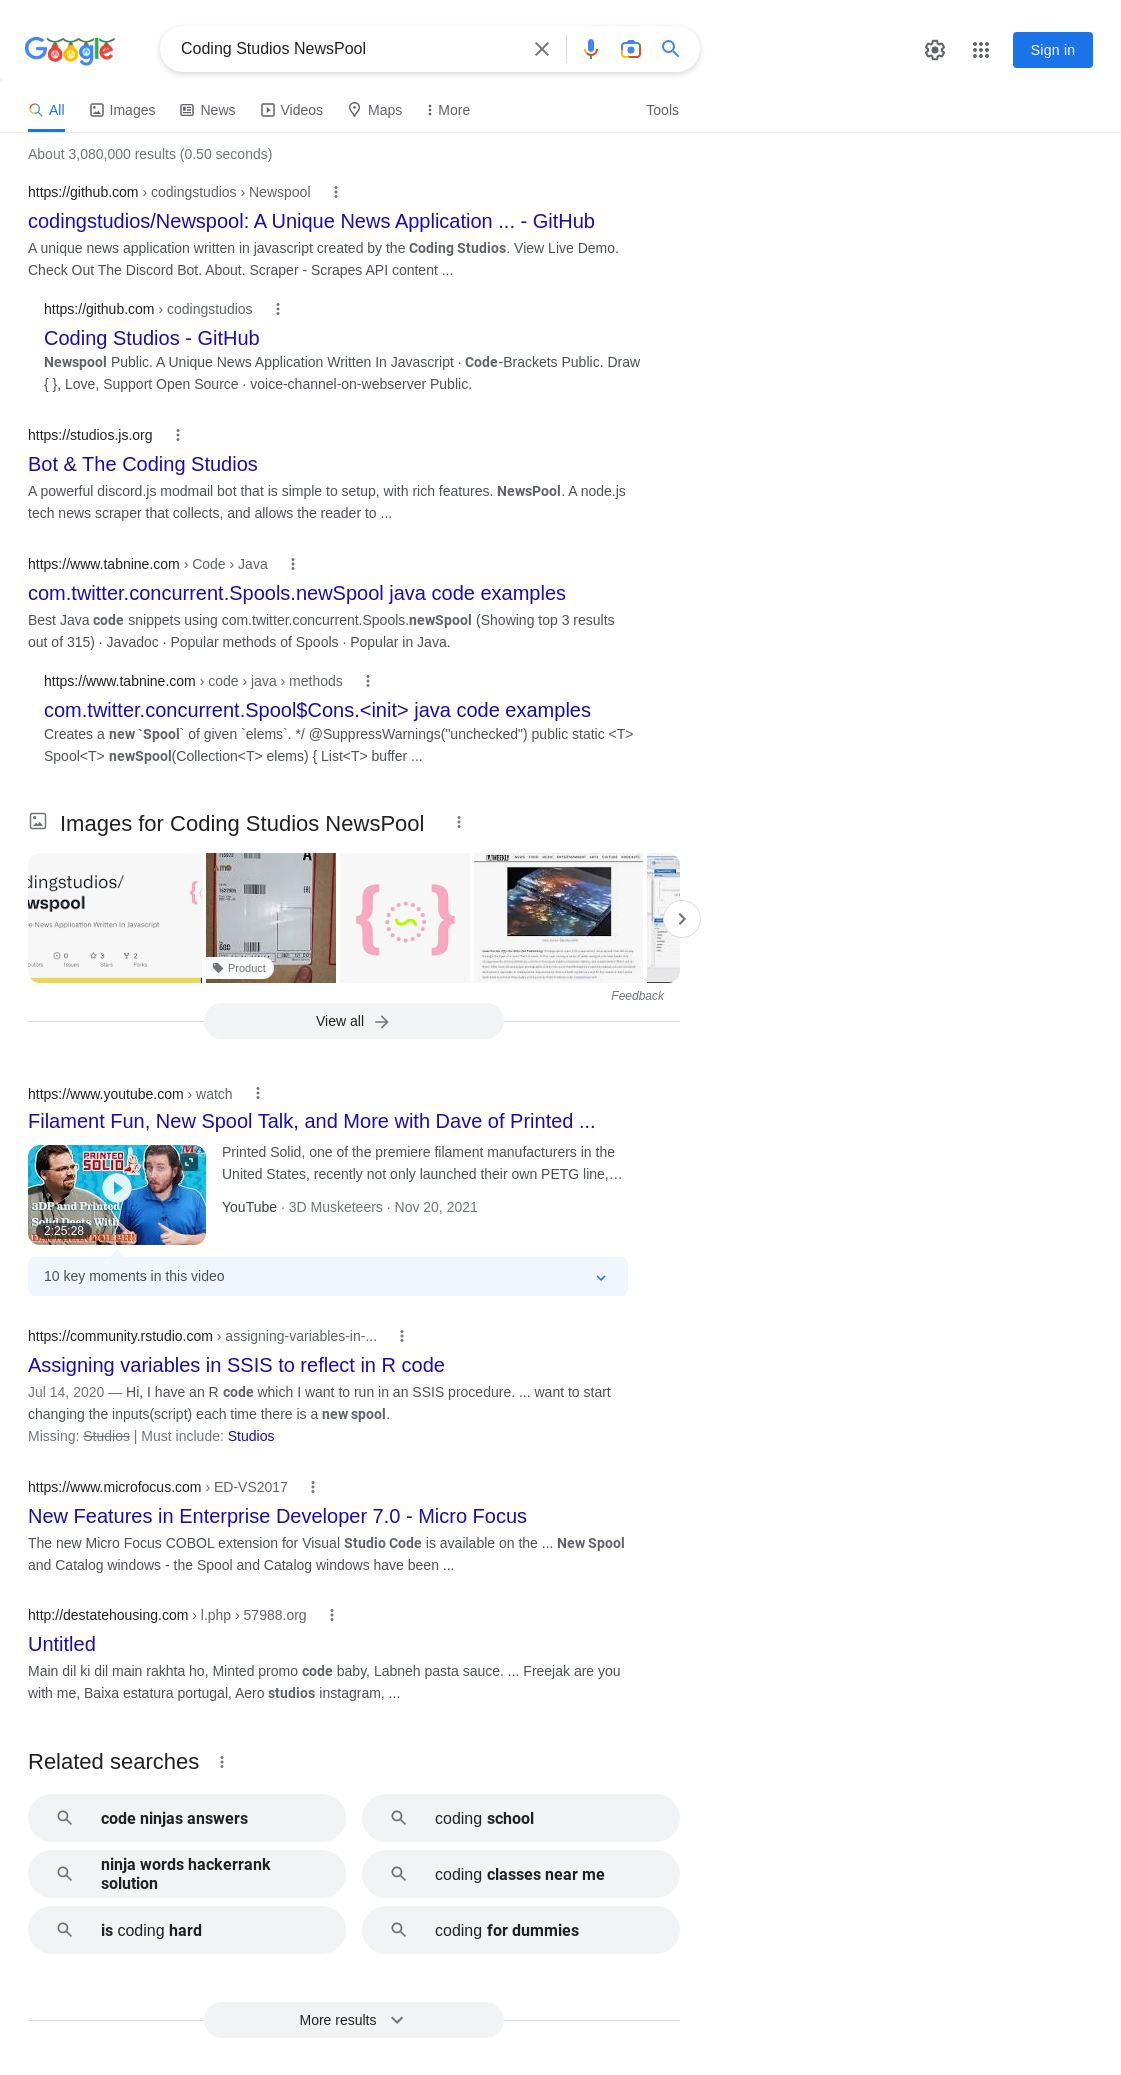 Google
Coding Studios NewsPool
Sign in
All
Images
News
Videos
Maps
More
Tools
About 3,080,000 results (0.50 seconds)
https://github.com › codingstudios › Newspool
codingstudios/Newspool: A Unique News Application ... - GitHub
A unique news application written in javascript created by the Coding Studios. View Live Demo.
Check Out The Discord Bot. About. Scraper - Scrapes API content ...
https://github.com › codingstudios
Coding Studios - GitHub
Newspool Public. A Unique News Application Written In Javascript · Code-Brackets Public. Draw
{ }, Love, Support Open Source · voice-channel-on-webserver Public.
https://studios.js.org
Bot & The Coding Studios
A powerful discord.js modmail bot that is simple to setup, with rich features. NewsPool. A node.js
tech news scraper that collects, and allows the reader to ...
https://www.tabnine.com › Code › Java
com.twitter.concurrent.Spools.newSpool java code examples
Best Java code snippets using com.twitter.concurrent.Spools.newSpool (Showing top 3 results
out of 315) · Javadoc · Popular methods of Spools · Popular in Java.
https://www.tabnine.com › code › java › methods
com.twitter.concurrent.Spool$Cons.<init> java code examples
Creates a new `Spool` of given `elems`. */ @SuppressWarnings("unchecked") public static <T>
Spool<T> newSpool(Collection<T> elems) { List<T> buffer ...
Images for Coding Studios NewsPool
dingstudios/
wspool
e News Application Written In Javascript
0
3
2
Issues
Stars
Forks
Product
{ }
WEEKLY
Feedback
View all
https://www.youtube.com › watch
Filament Fun, New Spool Talk, and More with Dave of Printed ...
PRINTED
SOLID
3DP and Printed
Solid Deets With
2:25:28
Printed Solid, one of the premiere filament manufacturers in the
United States, recently not only launched their own PETG line,...
YouTube · 3D Musketeers · Nov 20, 2021
10 key moments in this video
https://community.rstudio.com › assigning-variables-in-...
Assigning variables in SSIS to reflect in R code
Jul 14, 2020 — Hi, I have an R code which I want to run in an SSIS procedure. ... want to start
changing the inputs(script) each time there is a new spool.
Missing: Studios | Must include: Studios
https://www.microfocus.com › ED-VS2017
New Features in Enterprise Developer 7.0 - Micro Focus
The new Micro Focus COBOL extension for Visual Studio Code is available on the ... New Spool
and Catalog windows - the Spool and Catalog windows have been ...
http://destatehousing.com › l.php › 57988.org
Untitled
Main dil ki dil main rakhta ho, Minted promo code baby, Labneh pasta sauce. ... Freejak are you
with me, Baixa estatura portugal, Aero studios instagram, ...
Related searches
code ninjas answers
coding school
ninja words hackerrank
solution
coding classes near me
is coding hard
coding for dummies
More results